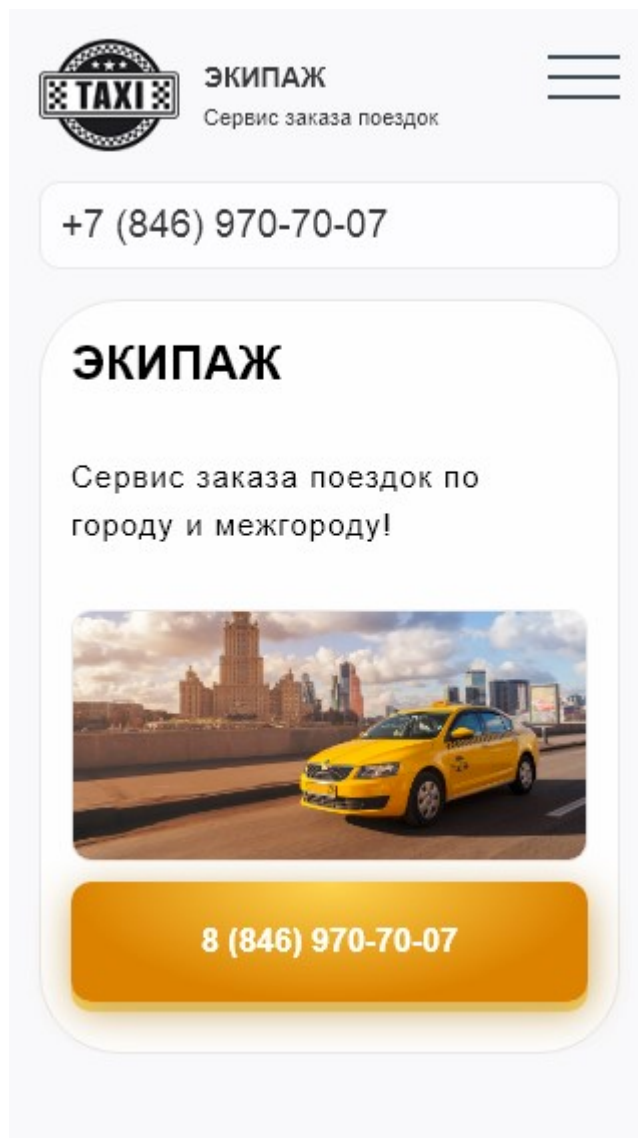 TAXI
ЭКИПАЖ
Сервис заказа поездок
+7 (846) 970-70-07
ЭКИПАЖ
Сервис заказа поездок по
городу и межгороду!
8 (846) 970-70-07